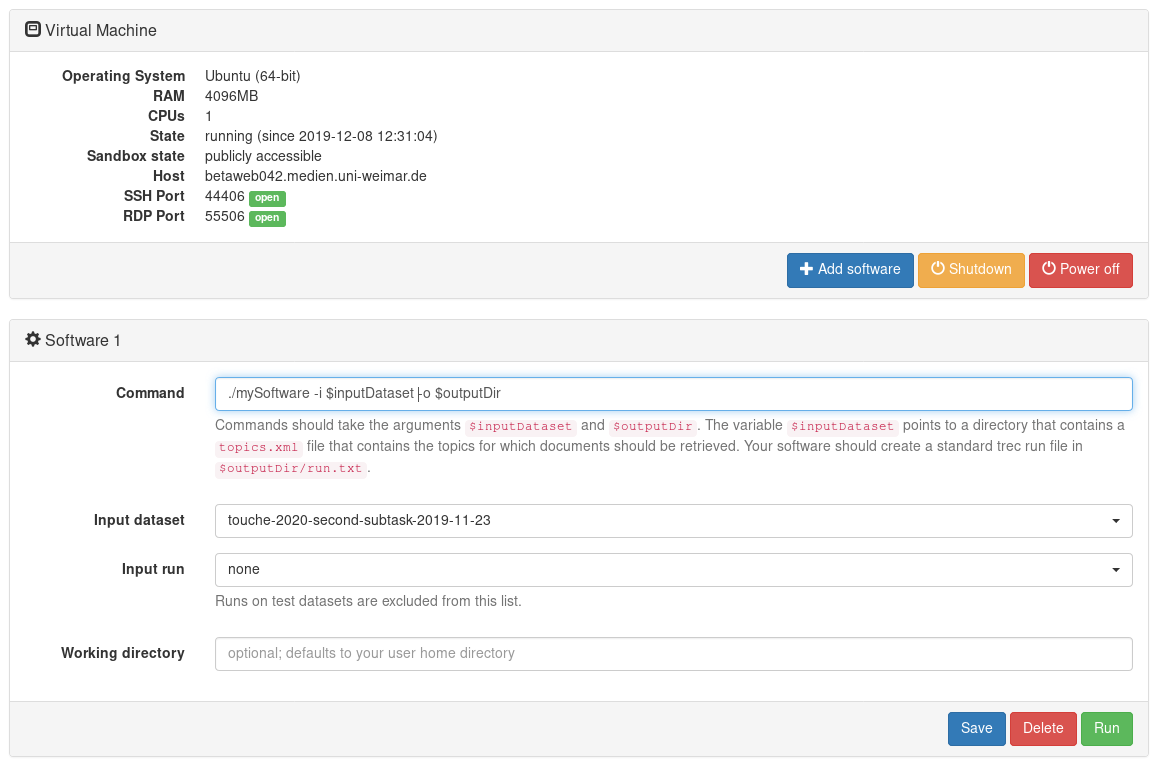 Virtual Machine
Operating System Ubuntu (64-bit)
RAM 4096MB
CPUs 1
State running (since 2019-12-08 12:31:04)
Sandbox state publicly accessible
Host betaweb042.medien.uni-weimar.de
SSH Port 44406 open
RDP Port 55506 open
Add software Shutdown Power off
Software 1
Command ./mySoftware -i $inputDataset -o $outputDir
Commands should take the arguments $inputDataset and $outputDir. The variable $inputDataset points to a directory that contains a
topics.xml file that contains the topics for which documents should be retrieved. Your software should create a standard trec run file in
$outputDir/run.txt.
Input dataset touche-2020-second-subtask-2019-11-23
Input run none
Runs on test datasets are excluded from this list.
Working directory optional; defaults to your user home directory
Save Delete Run